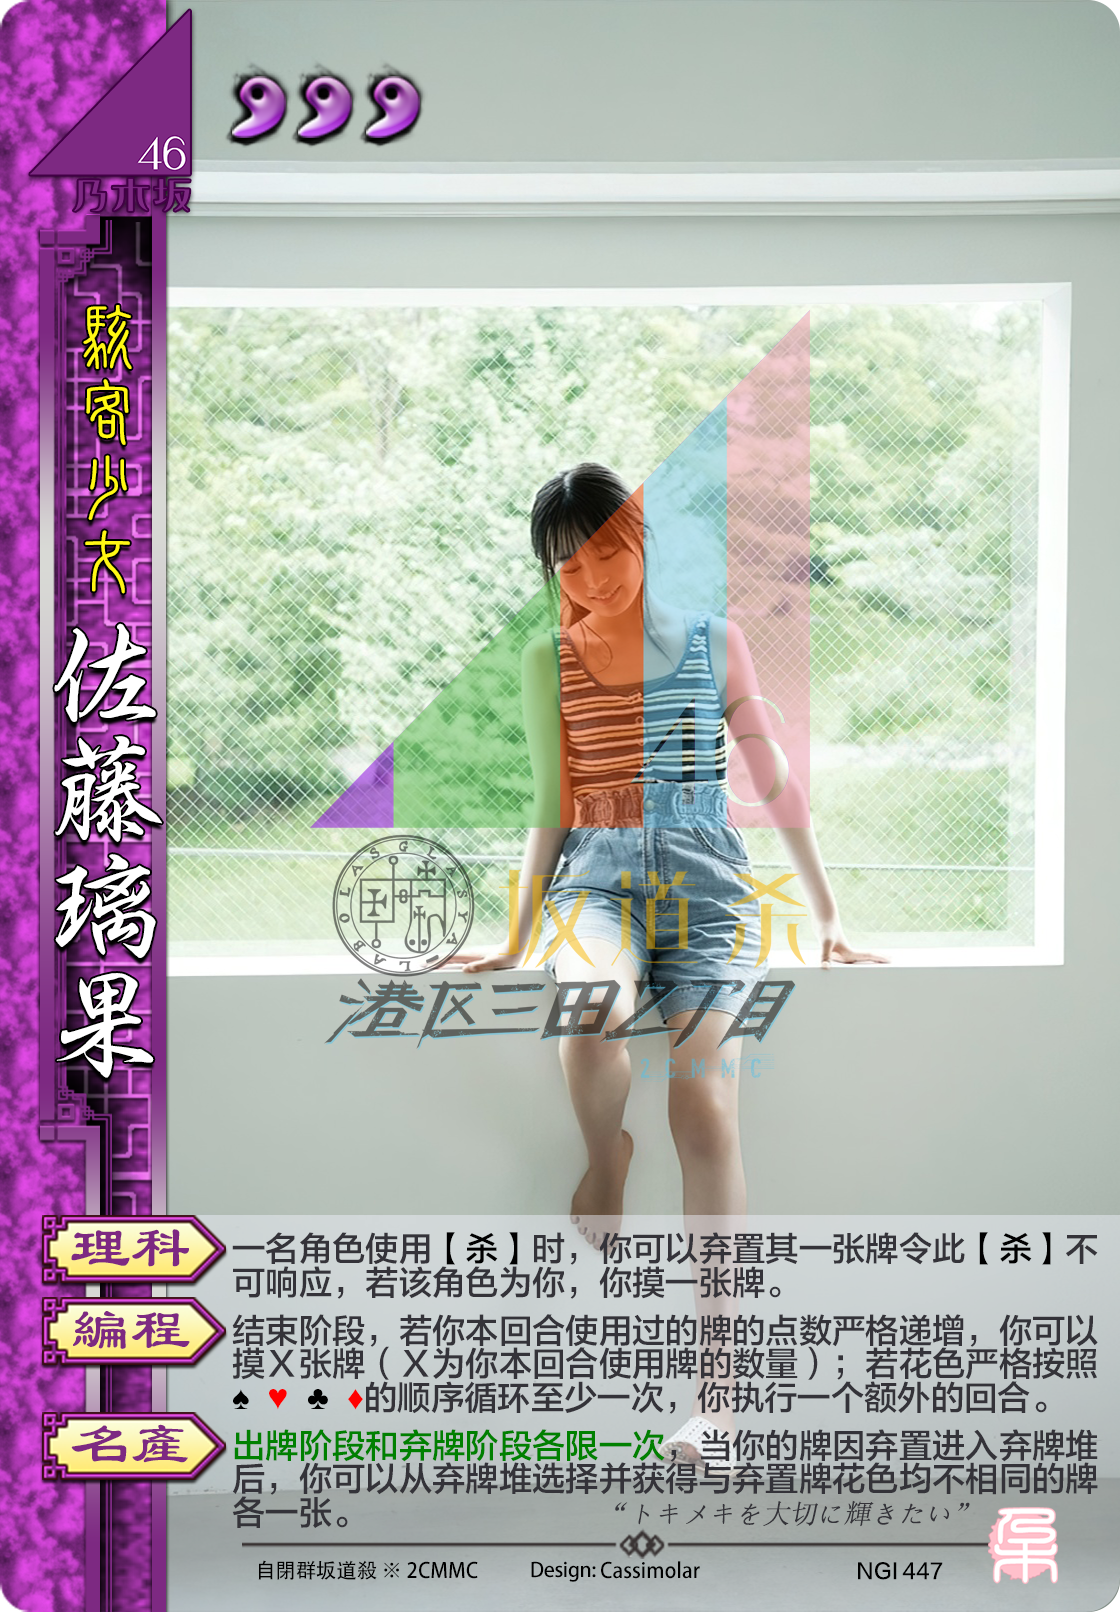 46
乃木坂
駭客少女
佐藤璃果
46
LASYA-LABOLASG
坂道杀
港区三田2丁目
2CMMC
理科
一名角色使用【杀】时，你可以弃置其一张牌令此【杀】不
可响应，若该角色为你，你摸一张牌。
編程
结束阶段，若你本回合使用过的牌的点数严格递增，你可以
摸X张牌（X为你本回合使用牌的数量）；若花色严格按照
♠ ♥ ♣ ♦的顺序循环至少一次，你执行一个额外的回合。
名產
出牌阶段和弃牌阶段各限一次，当你的牌因弃置进入弃牌堆
后，你可以从弃牌堆选择并获得与弃置牌花色均不相同的牌
各一张。
“トキメキを大切に輝きたい”
自閉群坂道殺 ※ 2CMMC
Design: Cassimolar
NGI 447